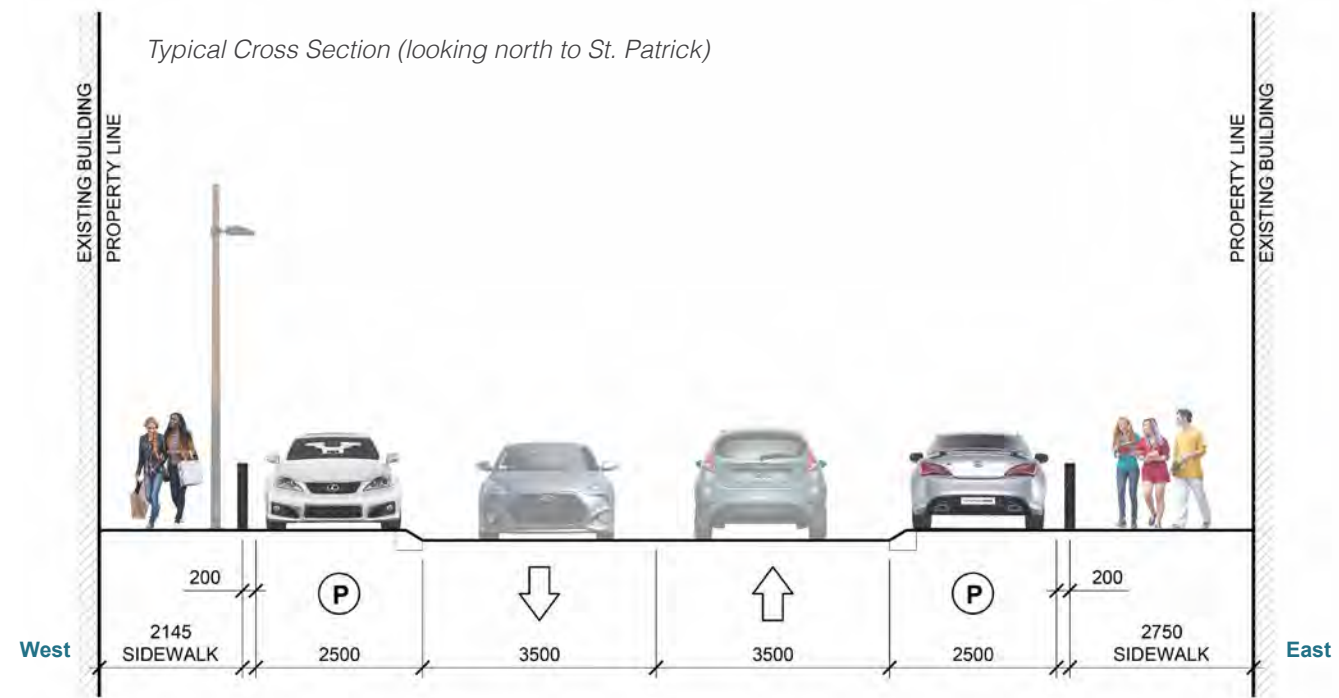 Typical Cross Section (looking north to St. Patrick)
EXISTING BUILDING
PROPERTY LINE
PROPERTY LINE
EXISTING BUILDING
200
P
P
200
2145
SIDEWALK
2500
3500
3500
2500
2750
SIDEWALK
West
East